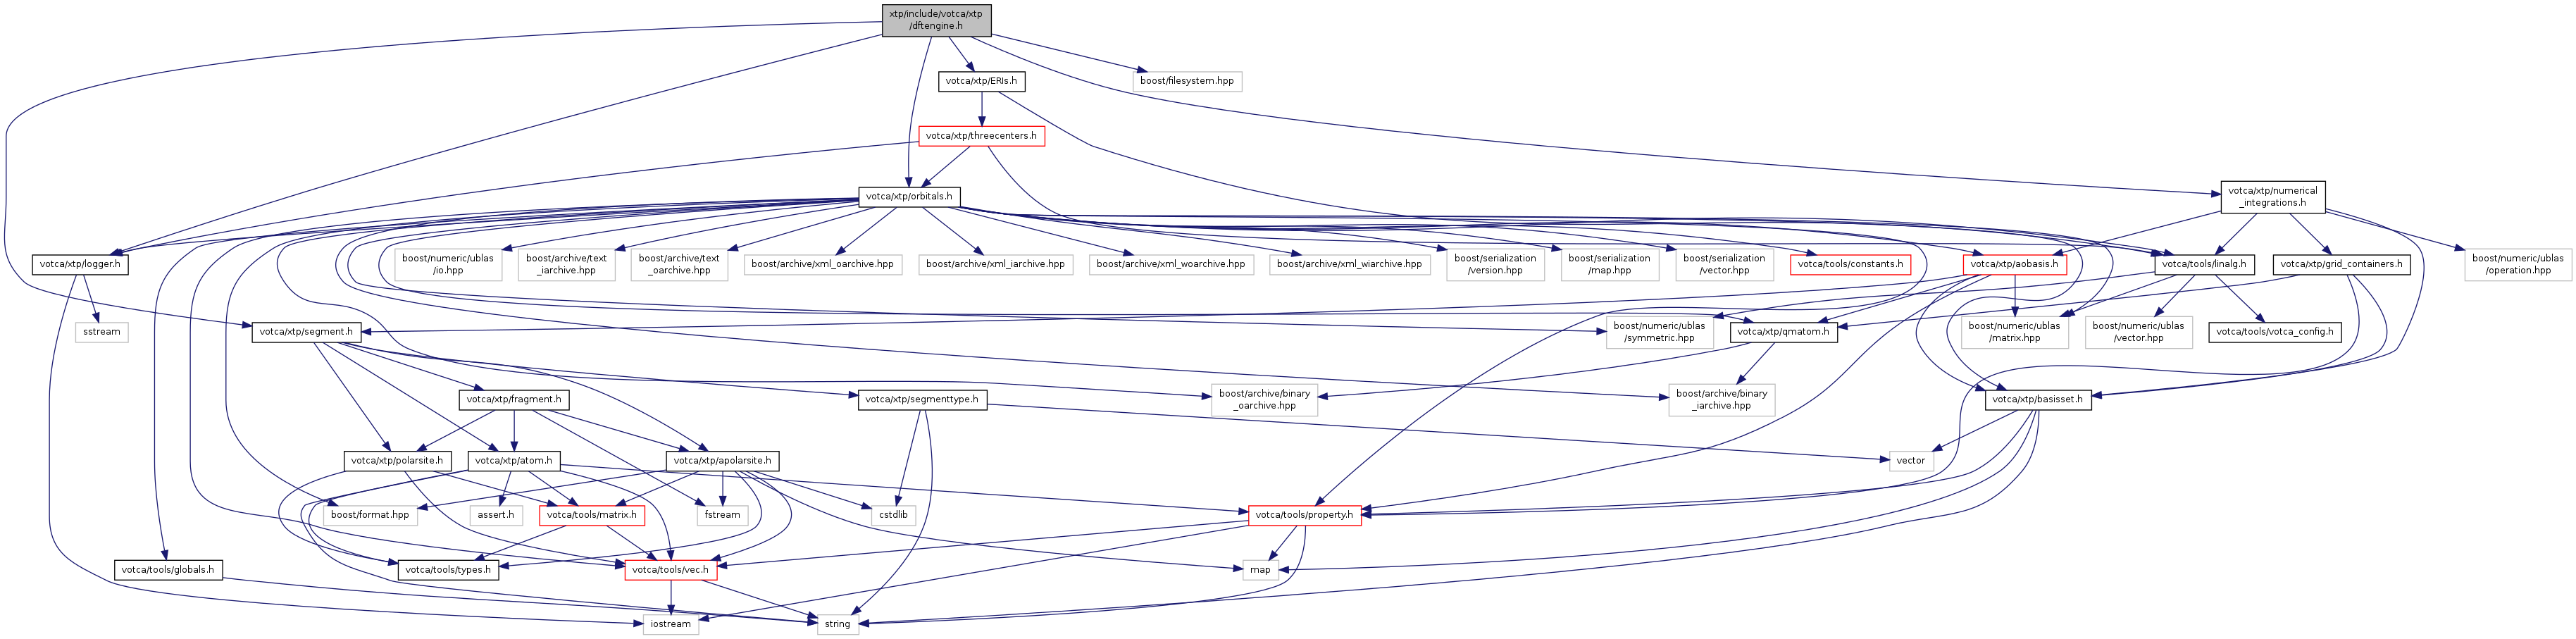 xtp/include/votca/xtp
/dftengine.h
votca/xtp/ERIs.h
boost/filesystem.hpp
votca/xtp/threecenters.h
votca/xtp/orbitals.h
votca/xtp/numerical
_integrations.h
votca/xtp/logger.h
boost/numeric/ublas
/io.hpp
boost/archive/text
_iarchive.hpp
boost/archive/text
_oarchive.hpp
boost/archive/xml_oarchive.hpp
boost/archive/xml_iarchive.hpp
boost/archive/xml_woarchive.hpp
boost/archive/xml_wiarchive.hpp
boost/serialization
/version.hpp
boost/serialization
/map.hpp
boost/serialization
/vector.hpp
votca/tools/constants.h
votca/xtp/aobasis.h
votca/tools/linalg.h
votca/xtp/grid_containers.h
boost/numeric/ublas
/operation.hpp
sstream
votca/xtp/segment.h
boost/numeric/ublas
/symmetric.hpp
votca/xtp/qmatom.h
boost/numeric/ublas
/matrix.hpp
boost/numeric/ublas
/vector.hpp
votca/tools/votca_config.h
votca/xtp/fragment.h
votca/xtp/segmenttype.h
boost/archive/binary
_oarchive.hpp
boost/archive/binary
_iarchive.hpp
votca/xtp/basisset.h
votca/xtp/polarsite.h
votca/xtp/atom.h
votca/xtp/apolarsite.h
vector
boost/format.hpp
assert.h
votca/tools/matrix.h
fstream
cstdlib
votca/tools/property.h
votca/tools/globals.h
votca/tools/types.h
votca/tools/vec.h
map
iostream
string